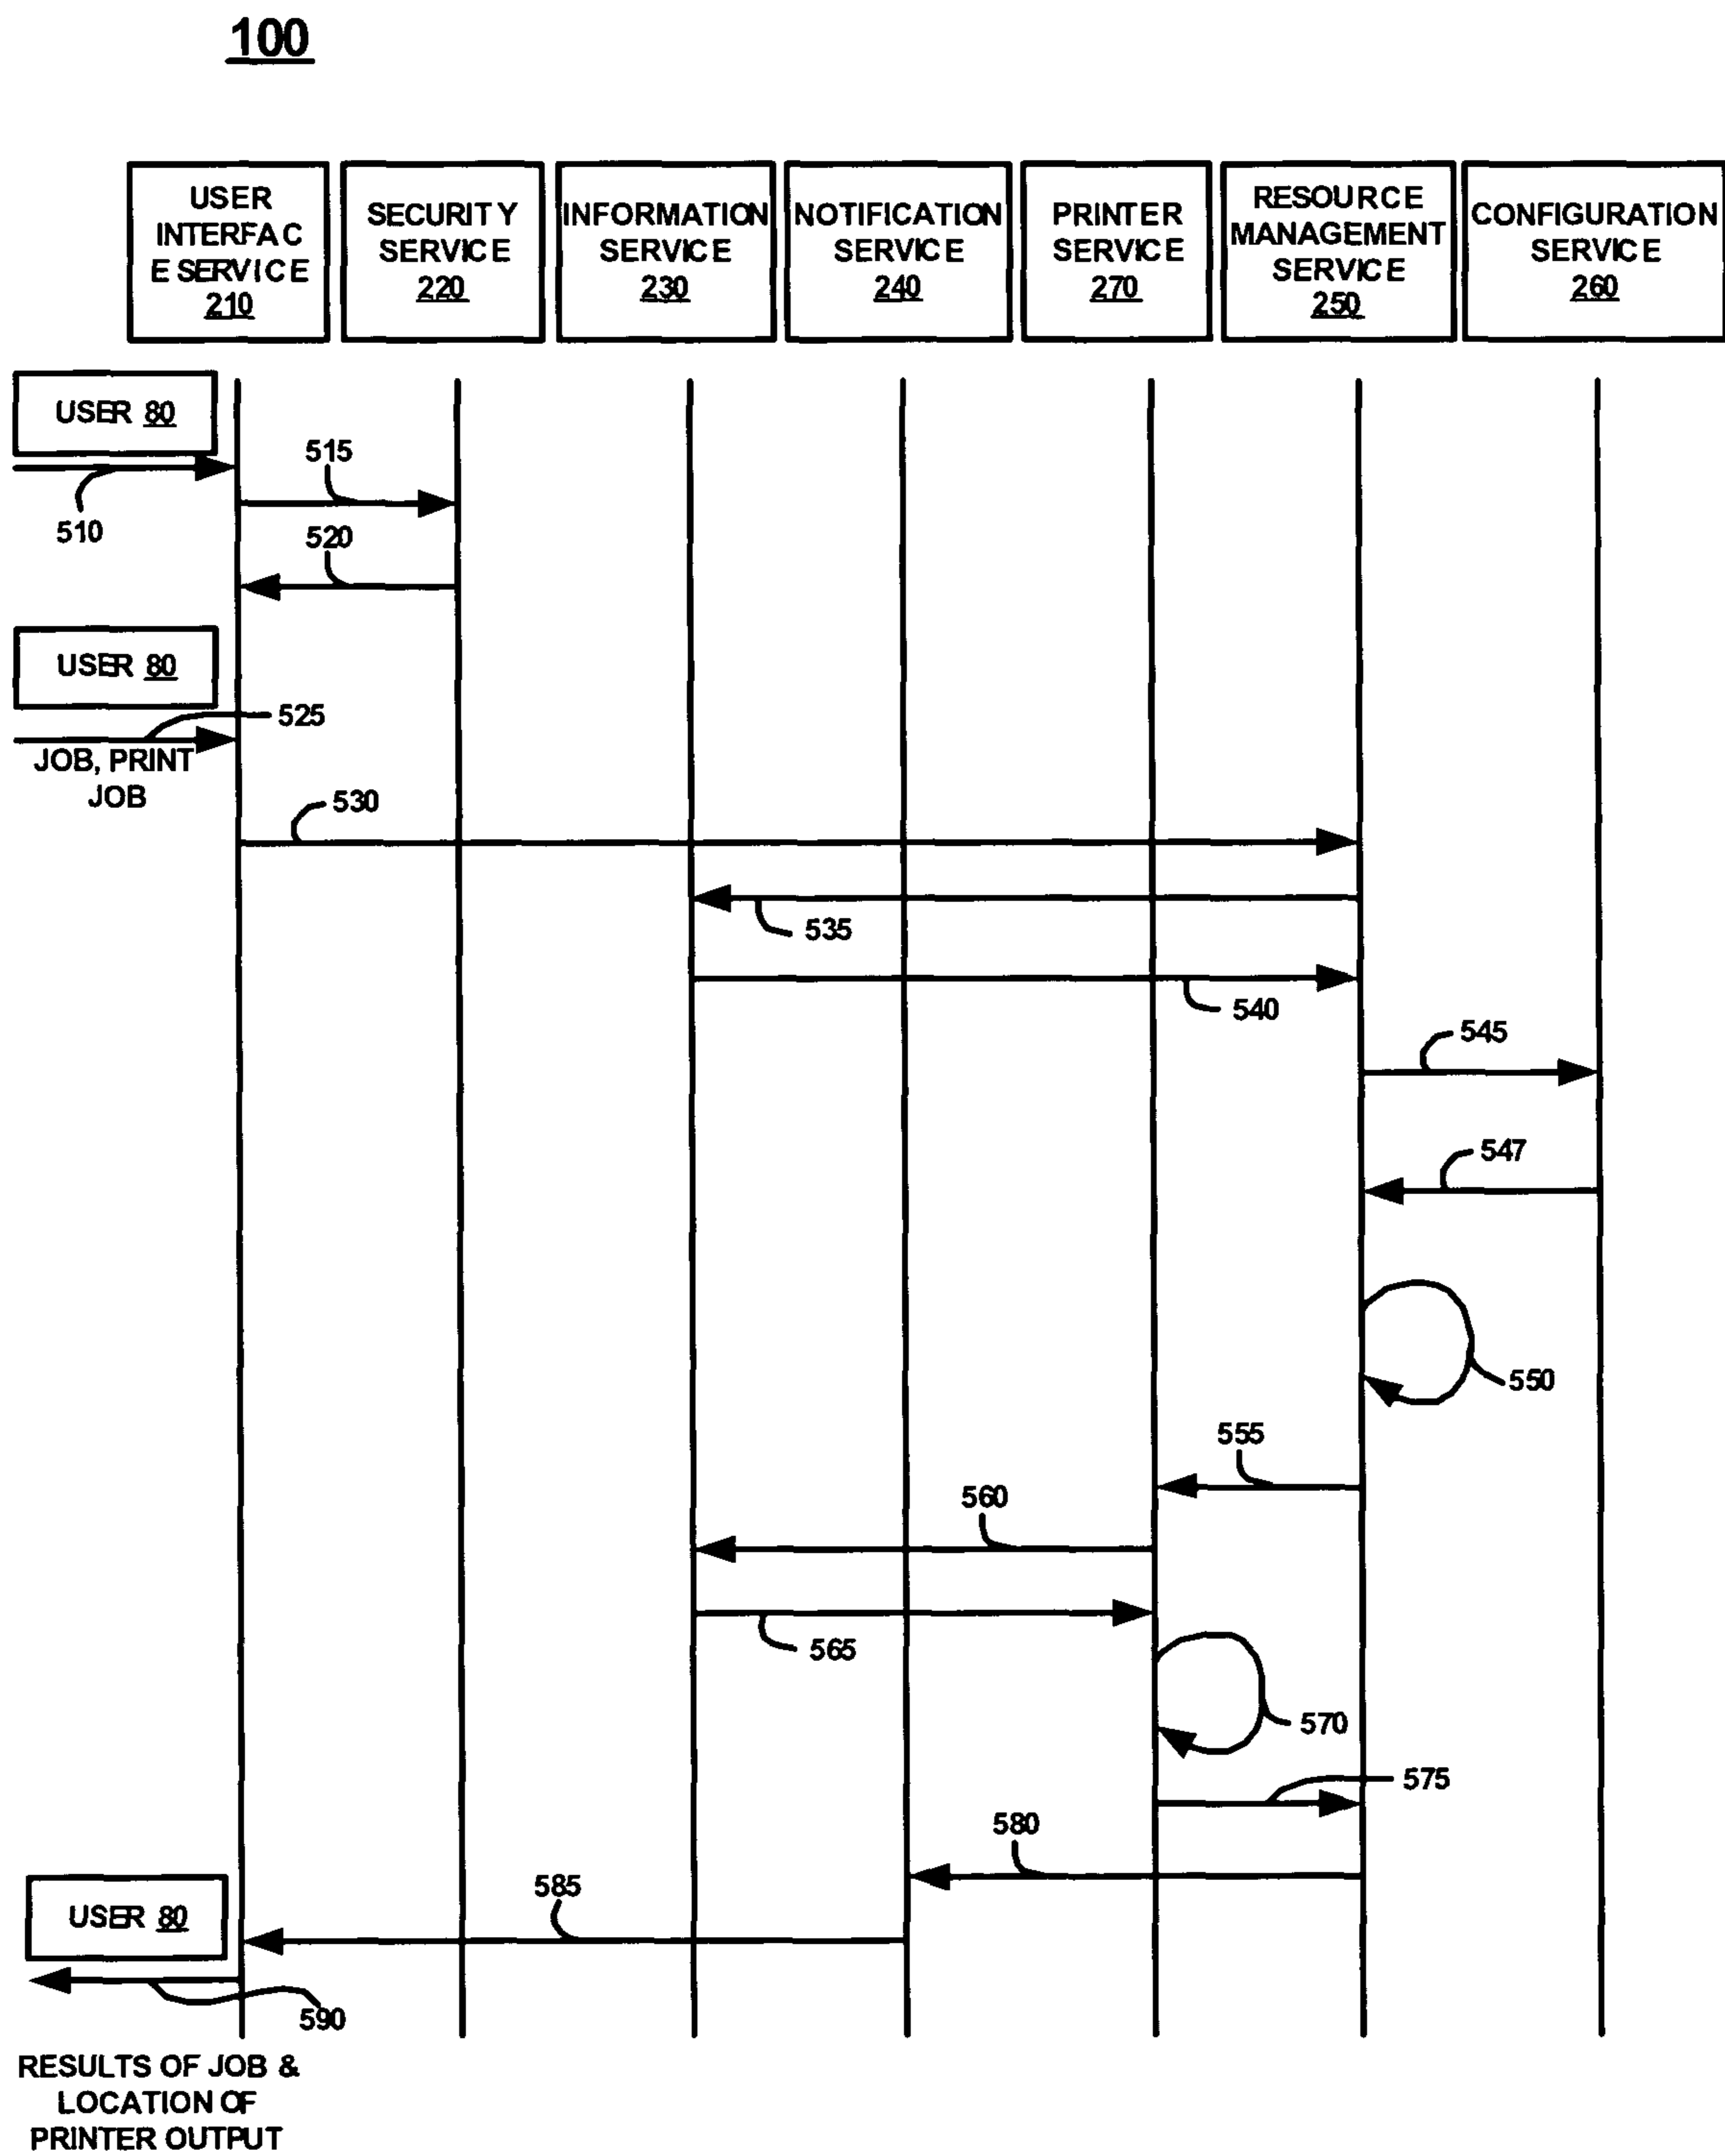 100
USER
INTERFAC
E SERVICE
210
SECURITY
SERVICE
220
INFORMATION
SERVICE
230
NOTIFICATION
SERVICE
240
PRINTER
SERVICE
270
RESOURCE
MANAGEMENT
SERVICE
250
CONFIGURATION
SERVICE
260
USER 80
510
515
520
USER 80
525
JOB, PRINT
JOB
530
535
540
545
547
550
555
560
565
570
575
580
585
USER 80
590
RESULTS OF JOB &
LOCATION OF
PRINTER OUTPUT